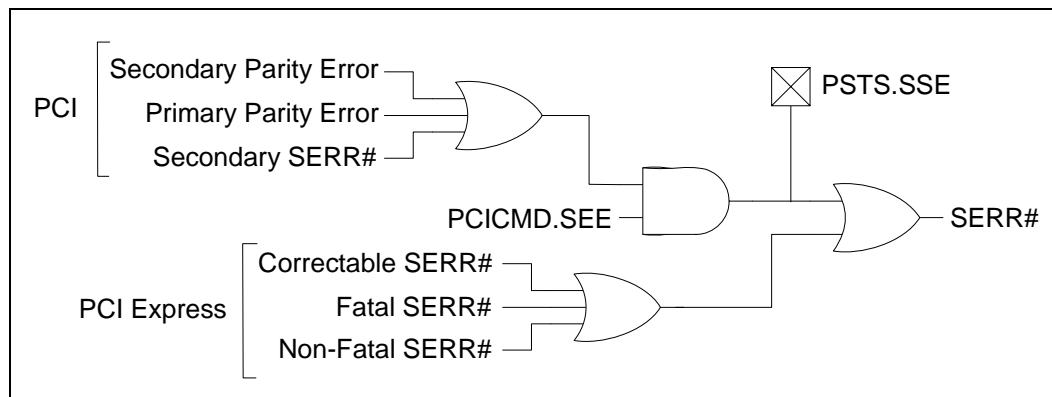 PCI
Secondary Parity Error
Primary Parity Error
Secondary SERR#
PSTS.SSE
PCICMD.SEE
SERR#
PCI Express
Correctable SERR#
Fatal SERR#
Non-Fatal SERR#